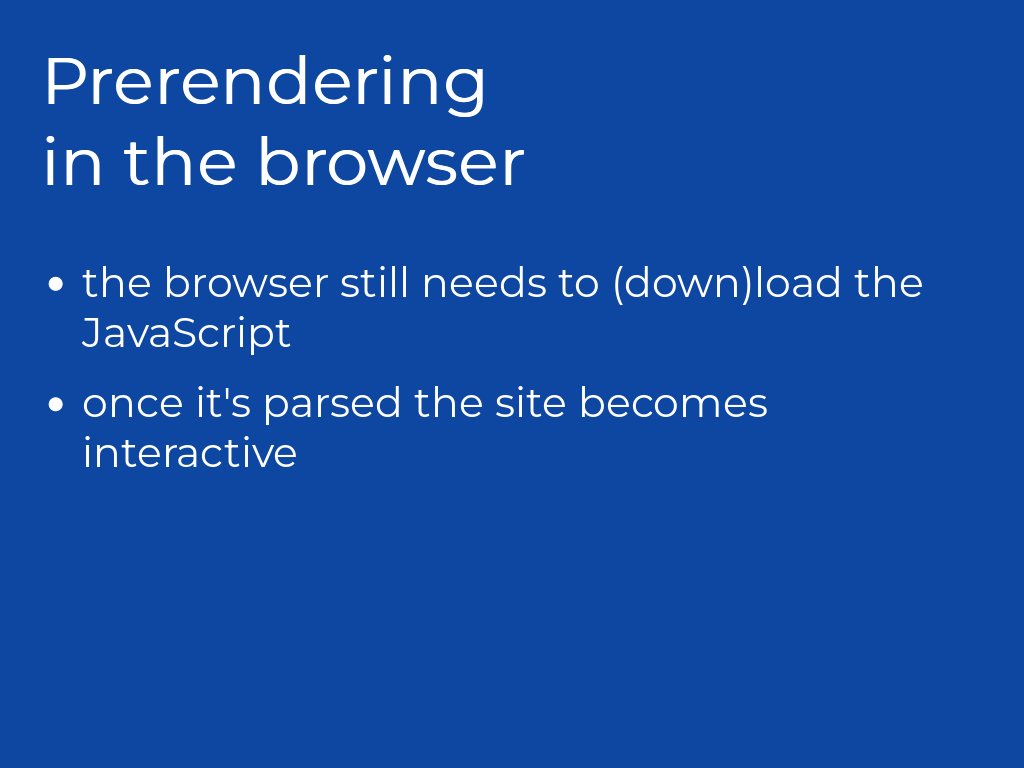 Prerendering
in the browser
• the browser still needs to (down)load the
JavaScript
• once it's parsed the site becomes
interactive